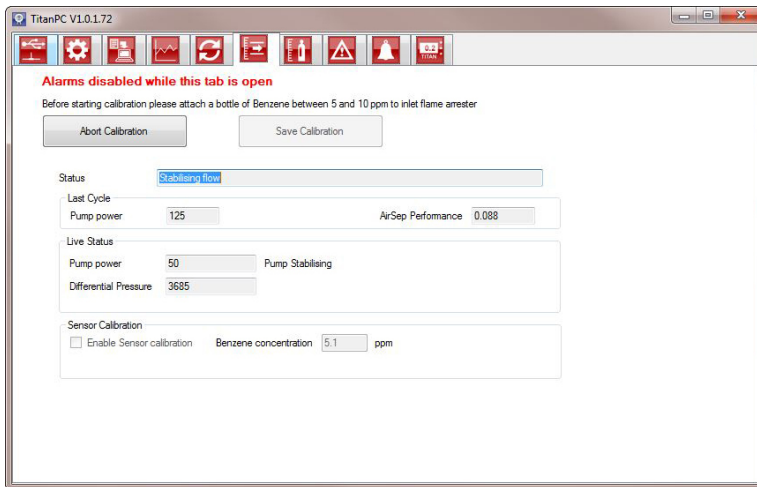 TitanPC V1.0.1.72
0.2
TITAN
Alarms disabled while this tab is open
Before starting calibration please attach a bottle of Benzene between 5 and 10 ppm to inlet flame arrester
Abort Calibration Save Calibration
Status Stabilising flow
Last Cycle
Pump power 125 AirSep Performance 0.088
Live Status
Pump power 50 Pump Stabilising
Differential Pressure 3685
Sensor Calibration
Enable Sensor calibration Benzene concentration 5.1 ppm